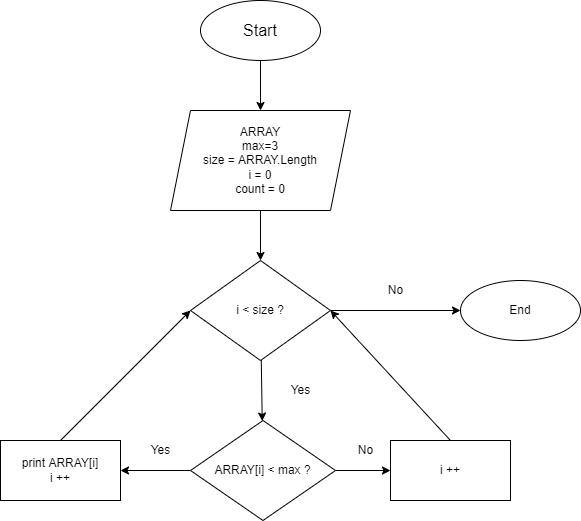 Start
ARRAY
max=3
size = ARRAY.Length
i = 0
count = 0
i < size ?
No
End
Yes
ARRAY[i] < max ?
Yes
print ARRAY[i]
i ++
No
i ++